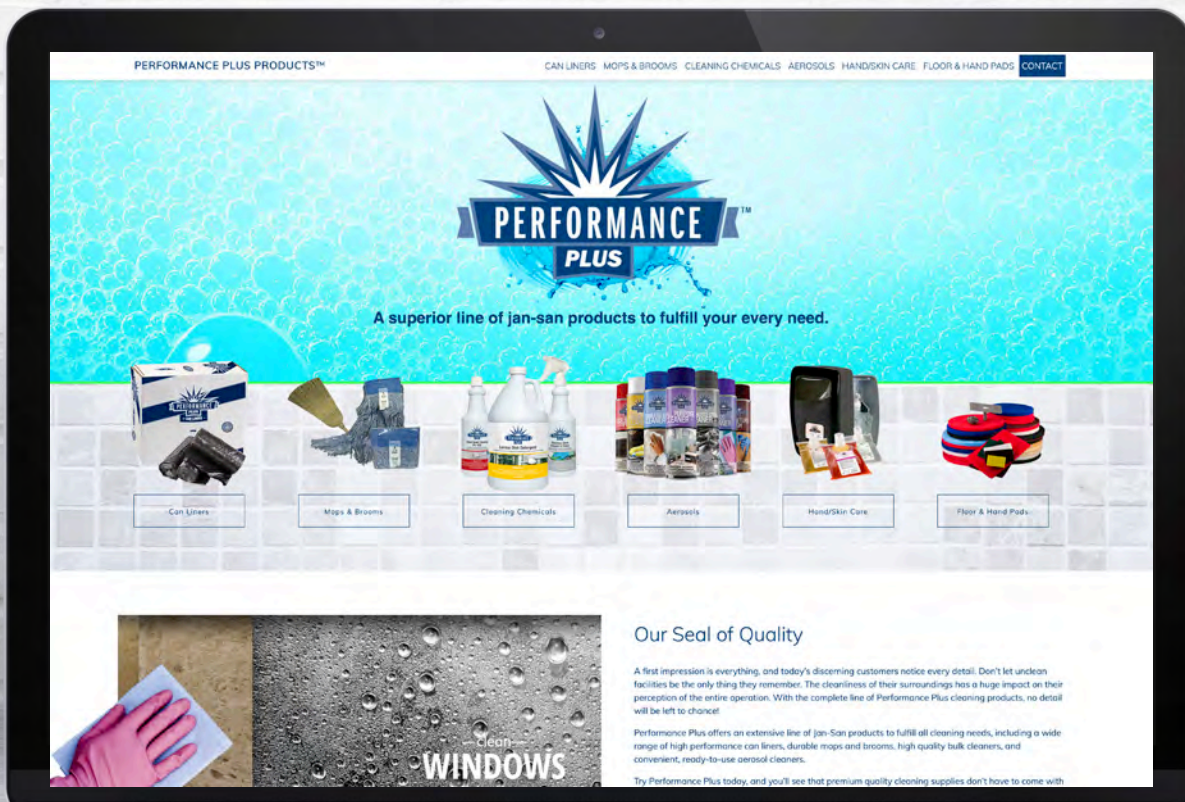 PERFORMANCE PLUS PRODUCTS™
CAN LINERS MOPS & BROOMS CLEANING CHEMICALS AEROSOLS HAND/SKIN CARE FLOOR & HAND PADS CONTACT
PERFORMANCE™
PLUS
A superior line of jan-san products to fulfill your every need.
PERFORMANCE
Can Liners
Mops & Brooms
Cleaning Chemicals
Aerosols
Hand/Skin Care
Floor & Hand Pads
clean
WINDOWS
Our Seal of Quality
A first impression is everything, and today's discerning customers notice every detail. Don't let unclean
facilities be the only thing they remember. The cleanliness of their surroundings has a huge impact on their
perception of the entire operation. With the complete line of Performance Plus cleaning products, no detail
will be left to chance!
Performance Plus offers an extensive line of Jan-San products to fulfill all cleaning needs, including a wide
range of high performance can liners, durable mops and brooms, high quality bulk cleaners, and
convenient, ready-to-use aerosol cleaners.
Try Performance Plus today, and you'll see that premium quality cleaning supplies don't have to come with